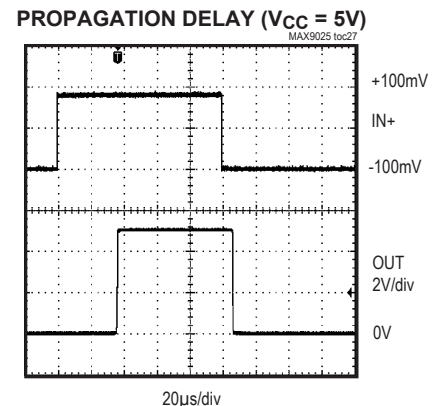 PROPAGATION DELAY (VCC = 5V)
MAX9025 toc27
T
+100mV
IN+
-100mV
OUT
2V/div
0V
20µs/div